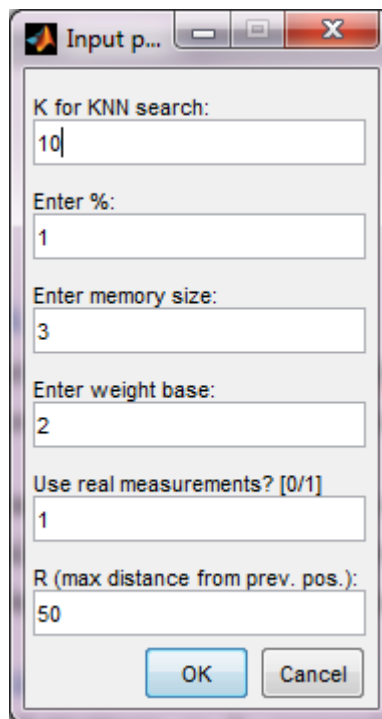 Input p...
K for KNN search:
10
Enter %:
1
Enter memory size:
3
Enter weight base:
2
Use real measurements? [0/1]
1
R (max distance from prev. pos.):
50
OK Cancel